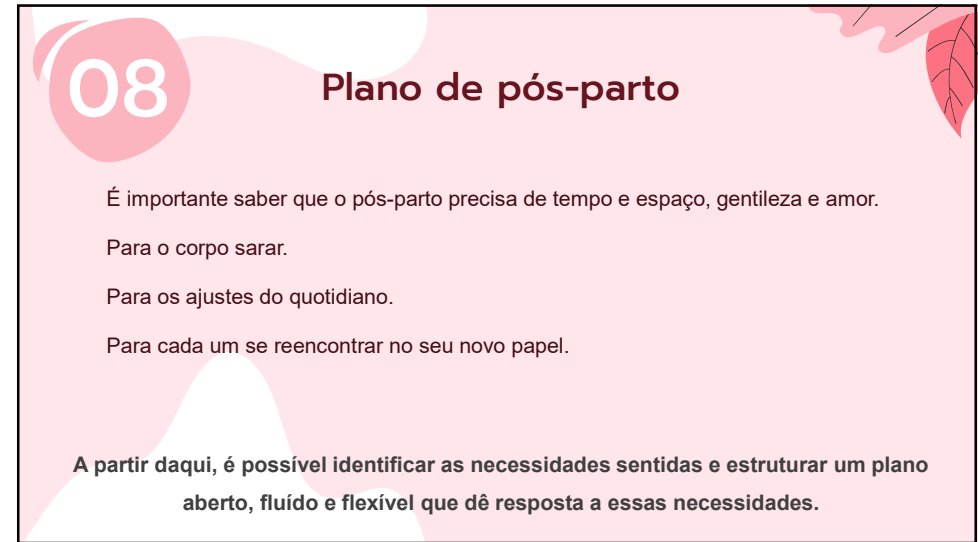 08
Plano de pós-parto
É importante saber que o pós-parto precisa de tempo e espaço, gentileza e amor.
Para o corpo sarar.
Para os ajustes do quotidiano.
Para cada um se reencontrar no seu novo papel.
A partir daqui, é possível identificar as necessidades sentidas e estruturar um plano
aberto, fluído e flexível que dê resposta a essas necessidades.